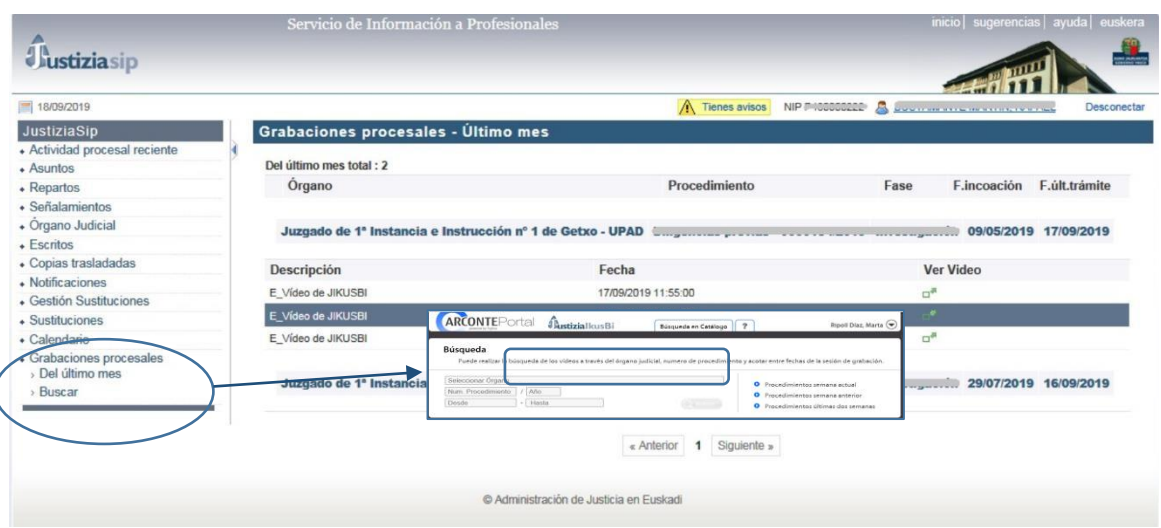 Servicio de Información a Profesionales
inicio| sugerencias| ayuda| euskera
Justiziasip
18/09/2019
Tienes avisos NIP
Desconectar
JustiziaSip
Actividad procesal reciente
Asuntos
Repartos
Señalamientos
Órgano Judicial
Escritos
Copias trasladadas
Notificaciones
Gestión Sustituciones
Sustituciones
Calendario
Grabaciones procesales
› Del último mes
› Buscar
Grabaciones procesales - Último mes
Del último mes total : 2
Órgano Procedimiento Fase F.incoación F.últ.trámite
Juzgado de 1ª Instancia e Instrucción nº 1 de Getxo - UPAD 09/05/2019 17/09/2019
Descripción Fecha Ver Video
E_Vídeo de JIKUSBI 17/09/2019 11:55:00
E_Vídeo de JIKUSBI
E_Vídeo de JIKUSBI
ARCONTEPortal JustiziaIkusBi Búsqueda en Catálogo ? Ripoll Díaz, Marta
Búsqueda
Puede realizar la búsqueda de los vídeos a través del órgano judicial, numero de procedimiento y acotar entre fechas de la sesión de grabación.
Seleccionar Órgano
Num. Procedimiento / Año
Desde - Hasta
Procedimientos semana actual
Procedimientos semana anterior
Procedimientos últimas dos semanas
Juzgado de 1ª Instancia 29/07/2019 16/09/2019
« Anterior 1 Siguiente »
© Administración de Justicia en Euskadi